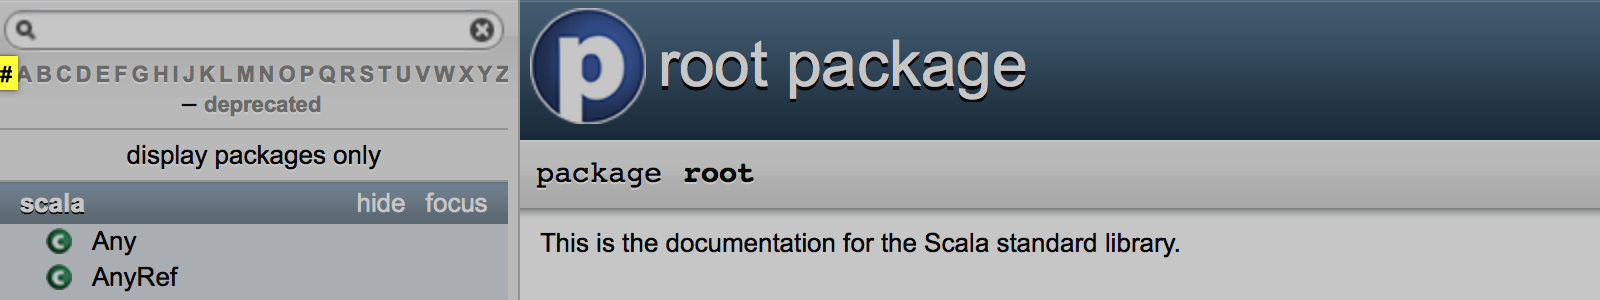 #ABCDEFGHIJKLMNOPQRSTUVWXYZ
– deprecated
display packages only
scala hide focus
C Any
C AnyRef
p root package
package root
This is the documentation for the Scala standard library.